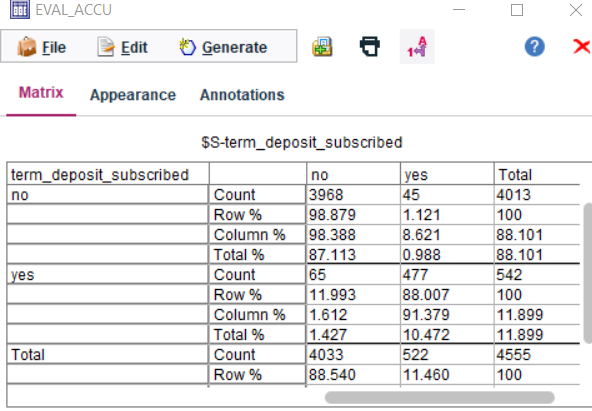 EVAL_ACCU
File Edit Generate
Matrix Appearance Annotations
$S-term_deposit_subscribed
term_deposit_subscribed no yes Total
no Count 3968 45 4013
Row % 98.879 1.121 100
Column % 98.388 8.621 88.101
Total % 87.113 0.988 88.101
yes Count 65 477 542
Row % 11.993 88.007 100
Column % 1.612 91.379 11.899
Total % 1.427 10.472 11.899
Total Count 4033 522 4555
Row % 88.540 11.460 100